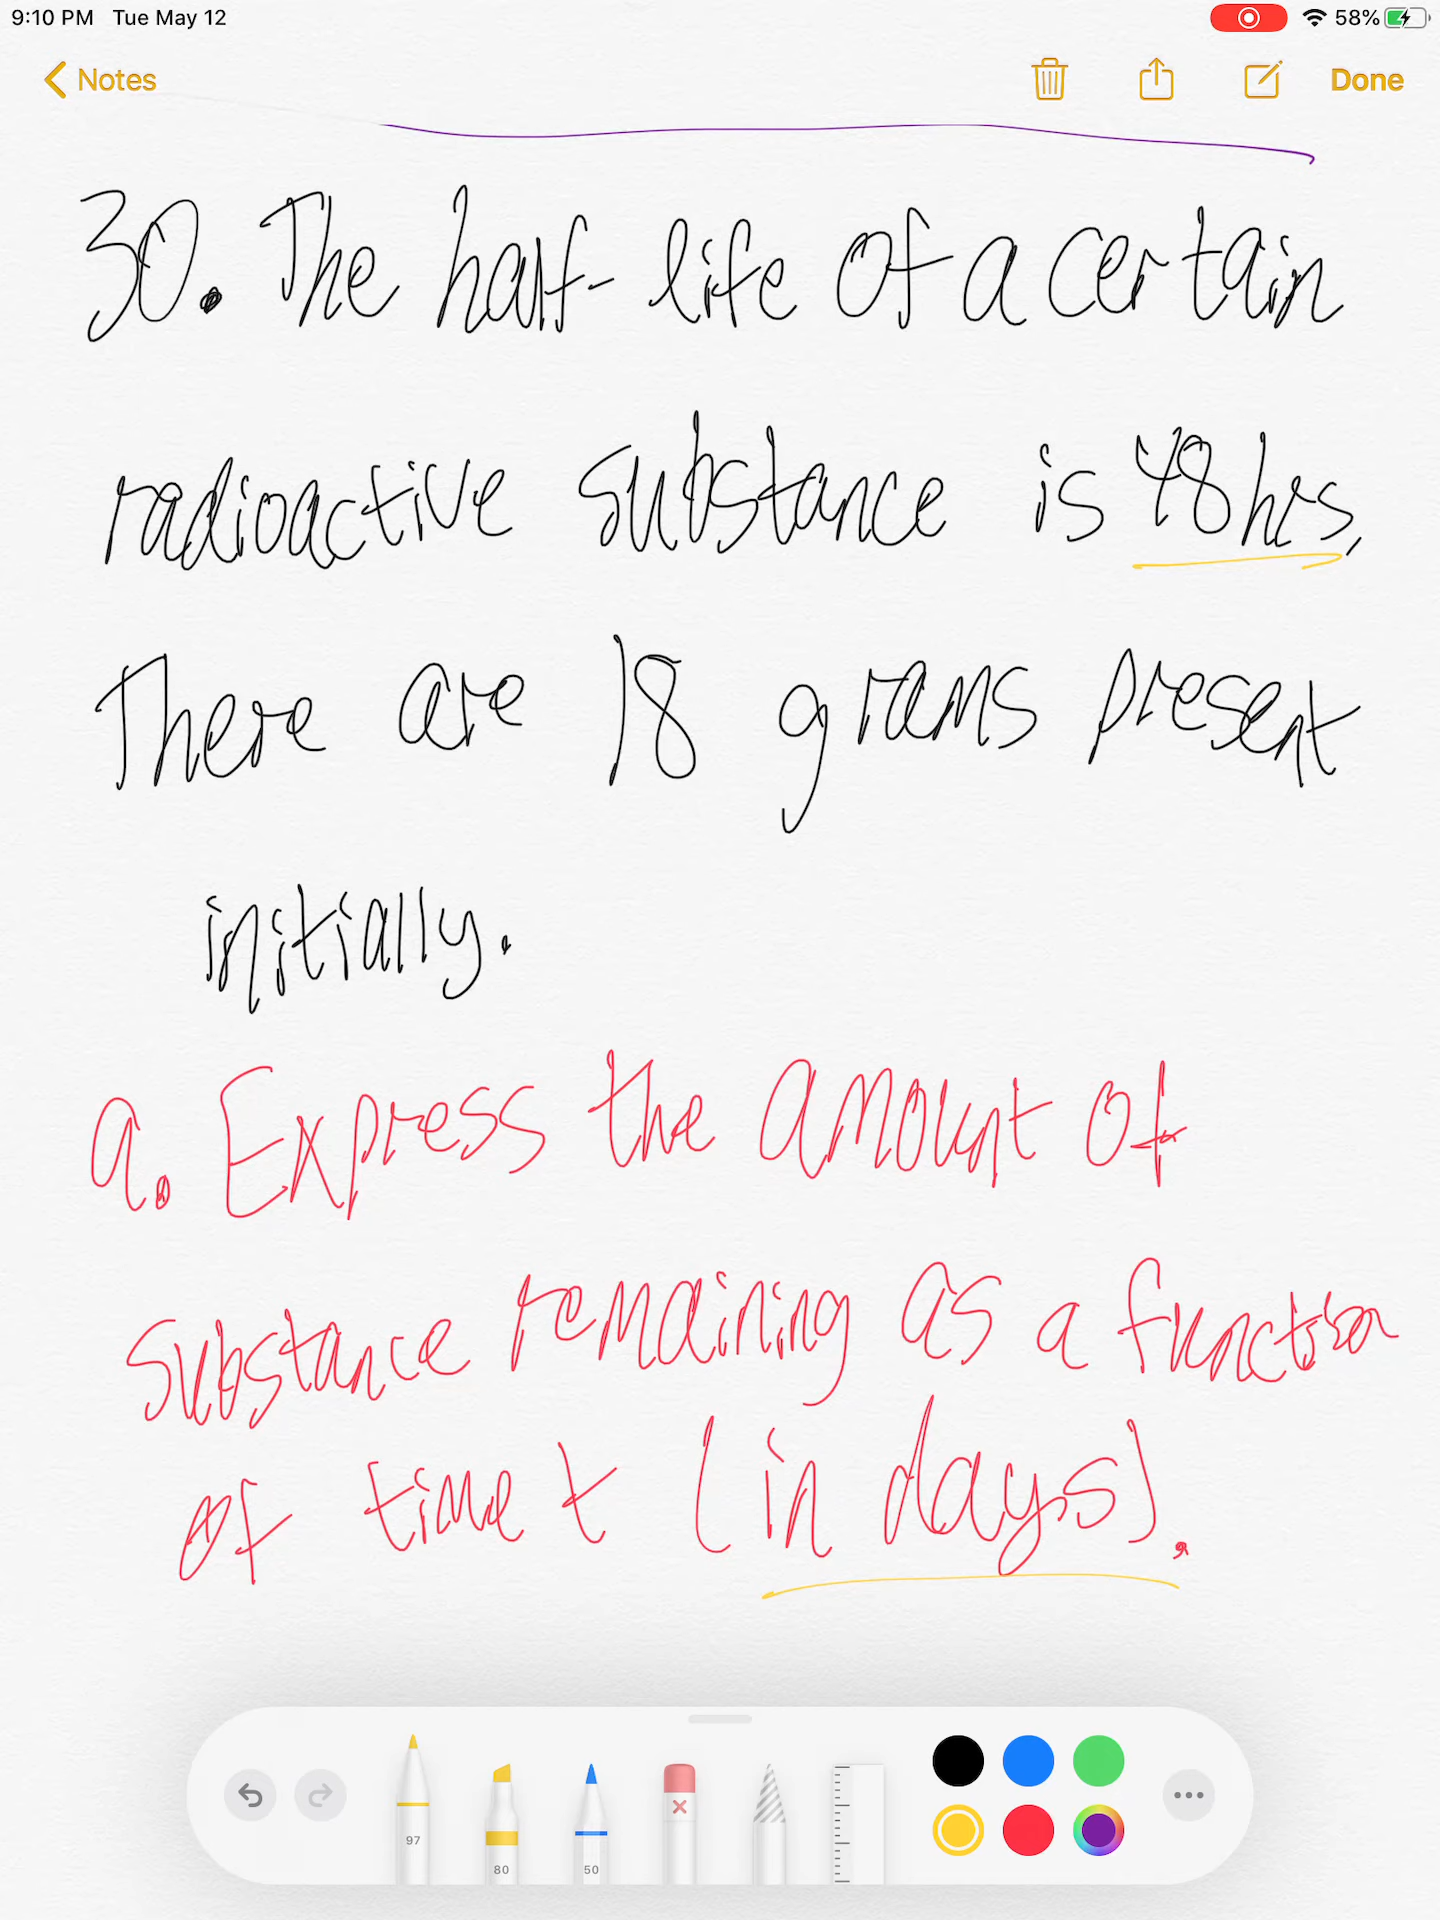 9:10 PM Tue May 12 58%
Notes Done
30. The half-life of a certain
radioactive substance is 48hrs,
There are 18 grams present
initially.
a. Express the amount of
substance remaining as a function
of time t (in days).
97 80 50